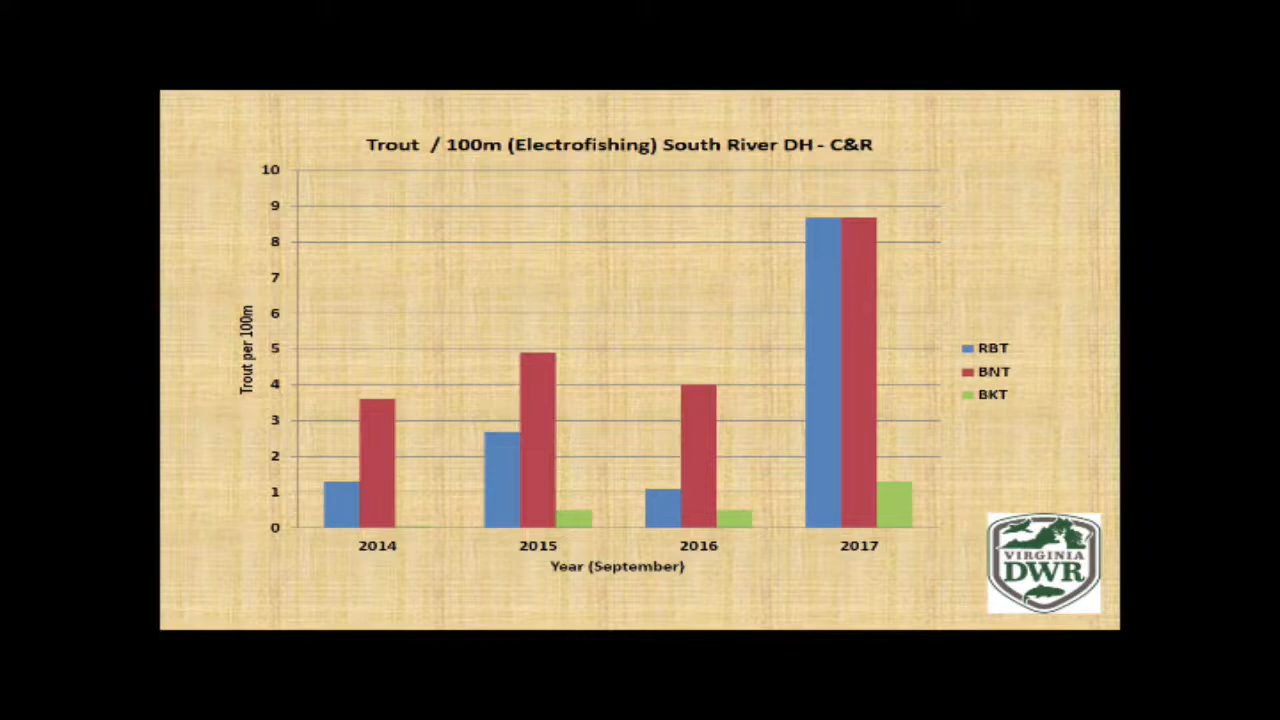 Trout / 100m (Electrofishing) South River DH - C&R
10
9
8
7
6
5
4
3
2
1
0
Trout per 100m
2014 2015 2016 2017
Year (September)
RBT
BNT
BKT
VIRGINIA
DWR